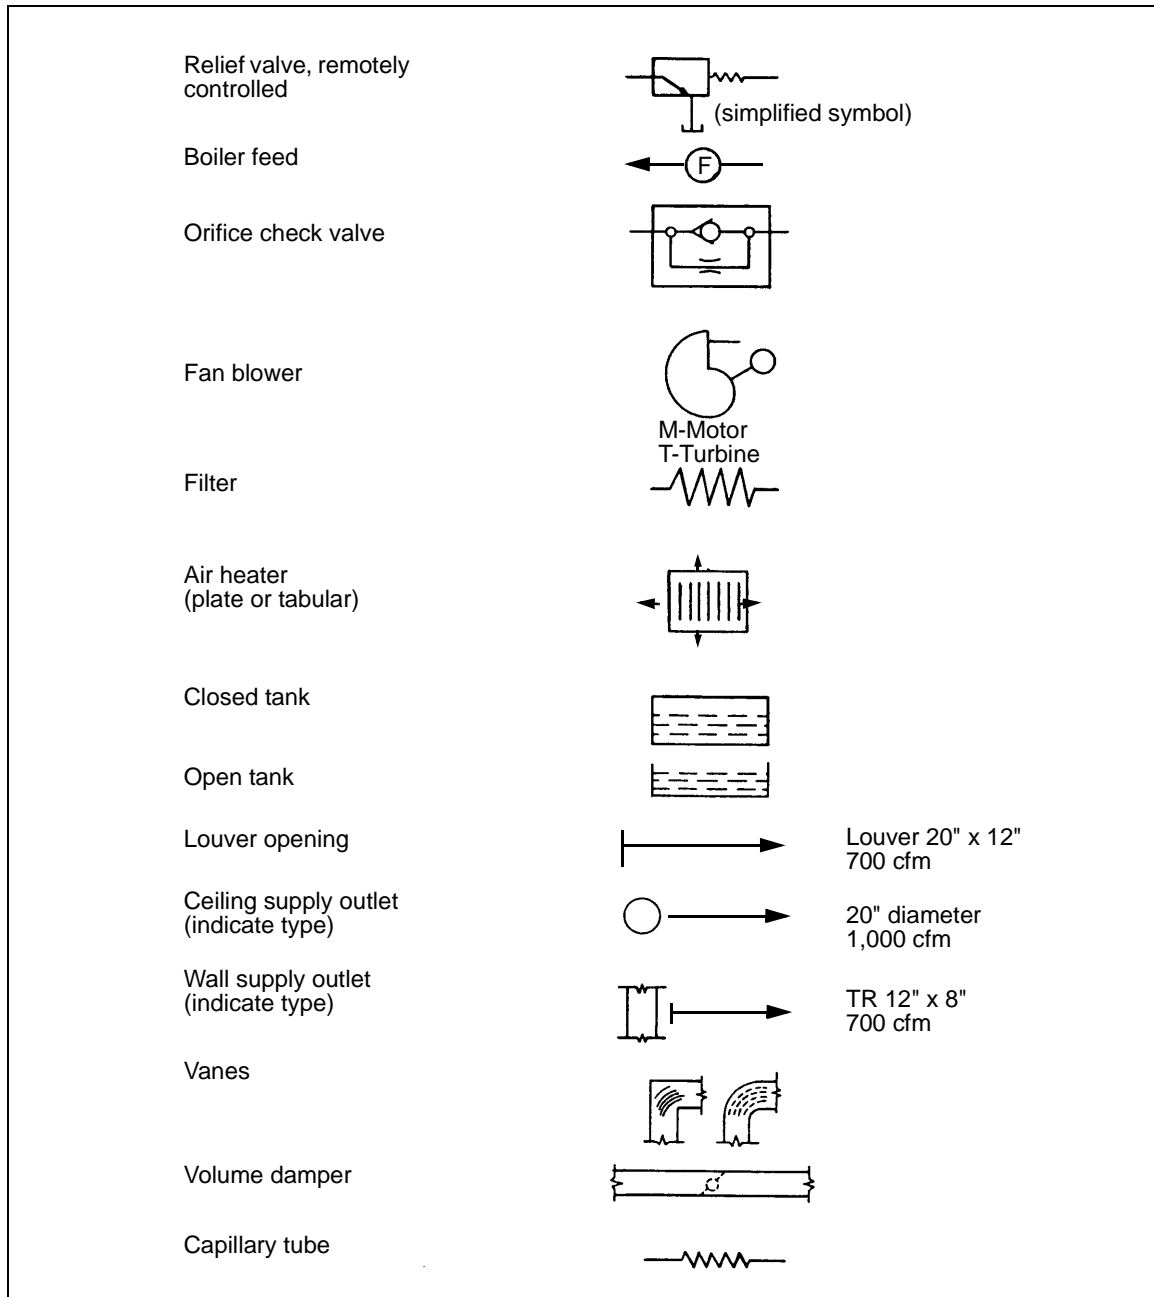 Relief valve, remotely
controlled
(simplified symbol)
Boiler feed
F
Orifice check valve
Fan blower
M-Motor
T-Turbine
Filter
Air heater
(plate or tabular)
Closed tank
Open tank
Louver opening
Louver 20" x 12"
700 cfm
Ceiling supply outlet
(indicate type)
20" diameter
1,000 cfm
Wall supply outlet
(indicate type)
TR 12" x 8"
700 cfm
Vanes
Volume damper
Capillary tube